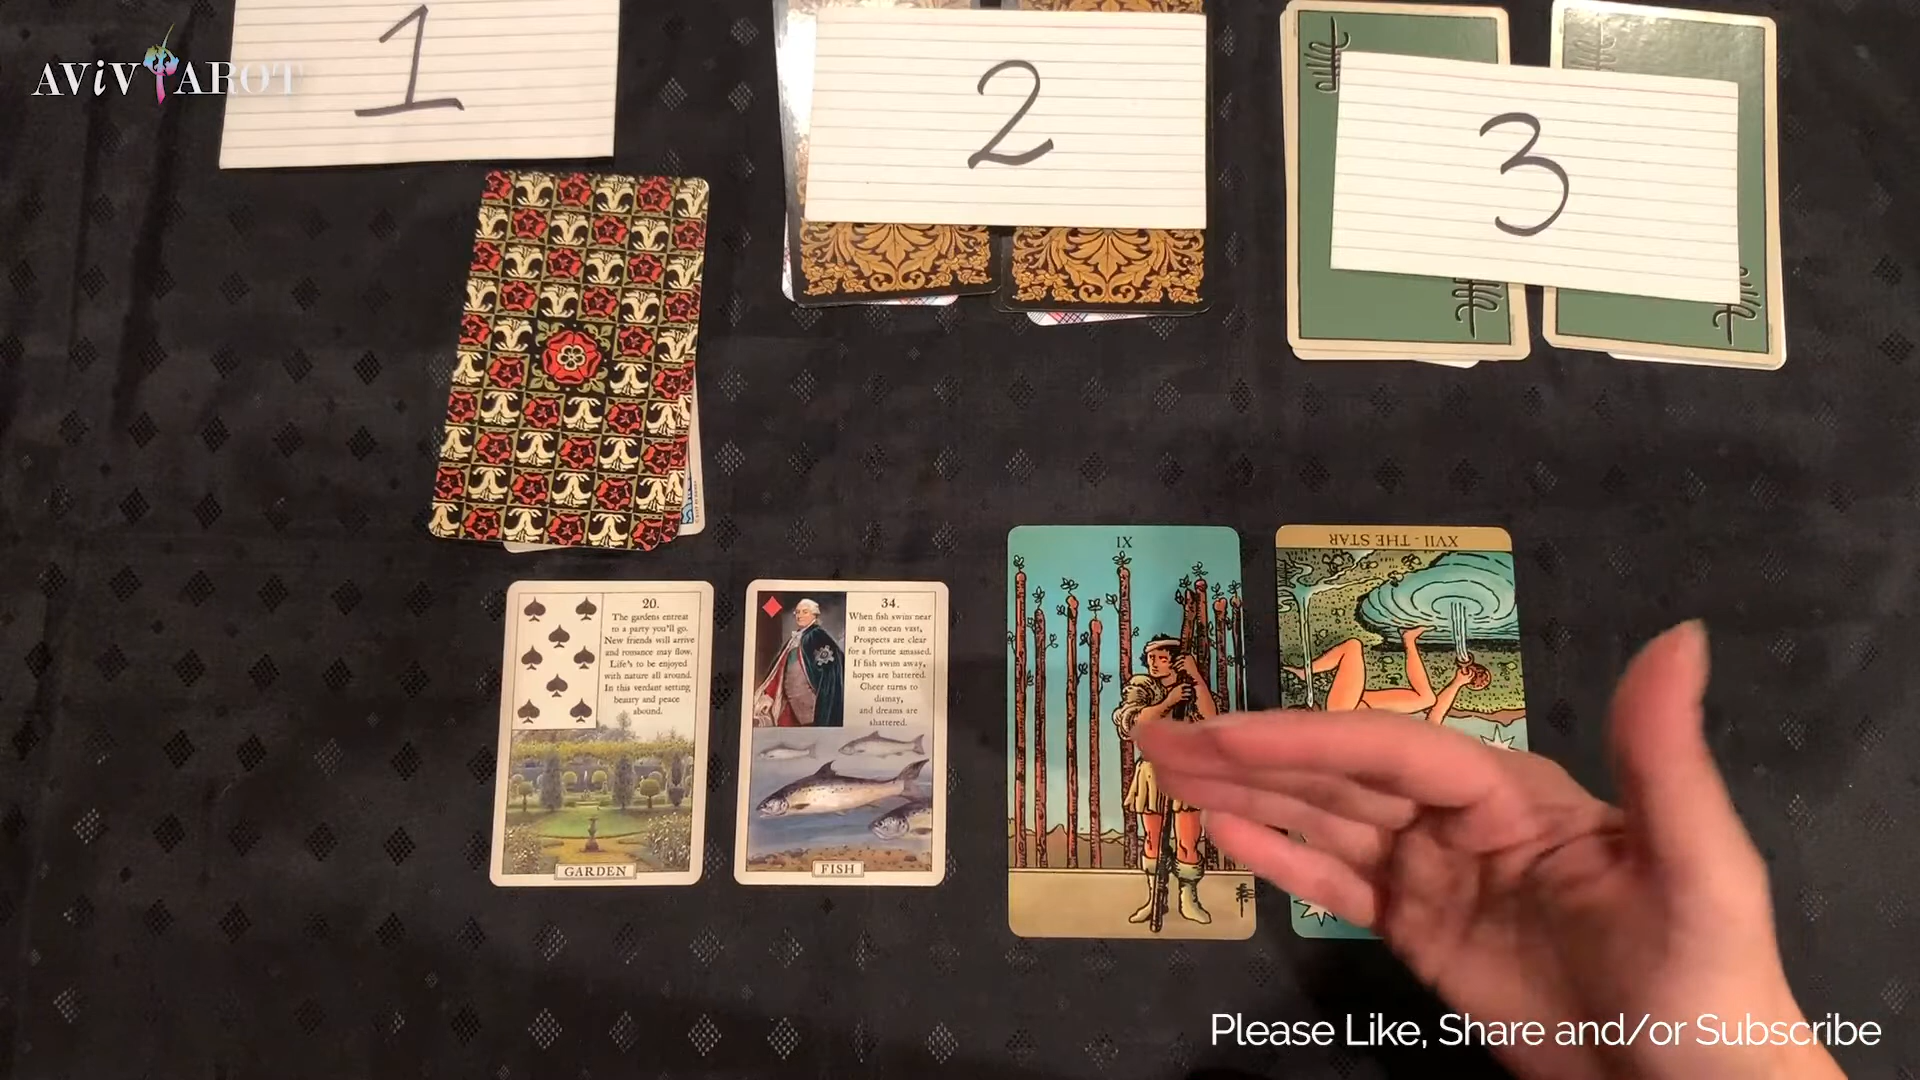 AViV TAROT
1
2
3
20.
The gardens entreat
to a party you'll go.
New friends will arrive
and romance may flow.
Life's to be enjoyed
with nature all around.
In this verdant setting
beauty and peace
abound.
GARDEN
34.
When fish swim near
in an ocean vast,
Prospects are clear
for a fortune amassed.
If fish swim away,
hopes are battered.
Cheer turns to
dismay,
and dreams are
shattered.
FISH
IX
XVII - THE STAR
Please Like, Share and/or Subscribe